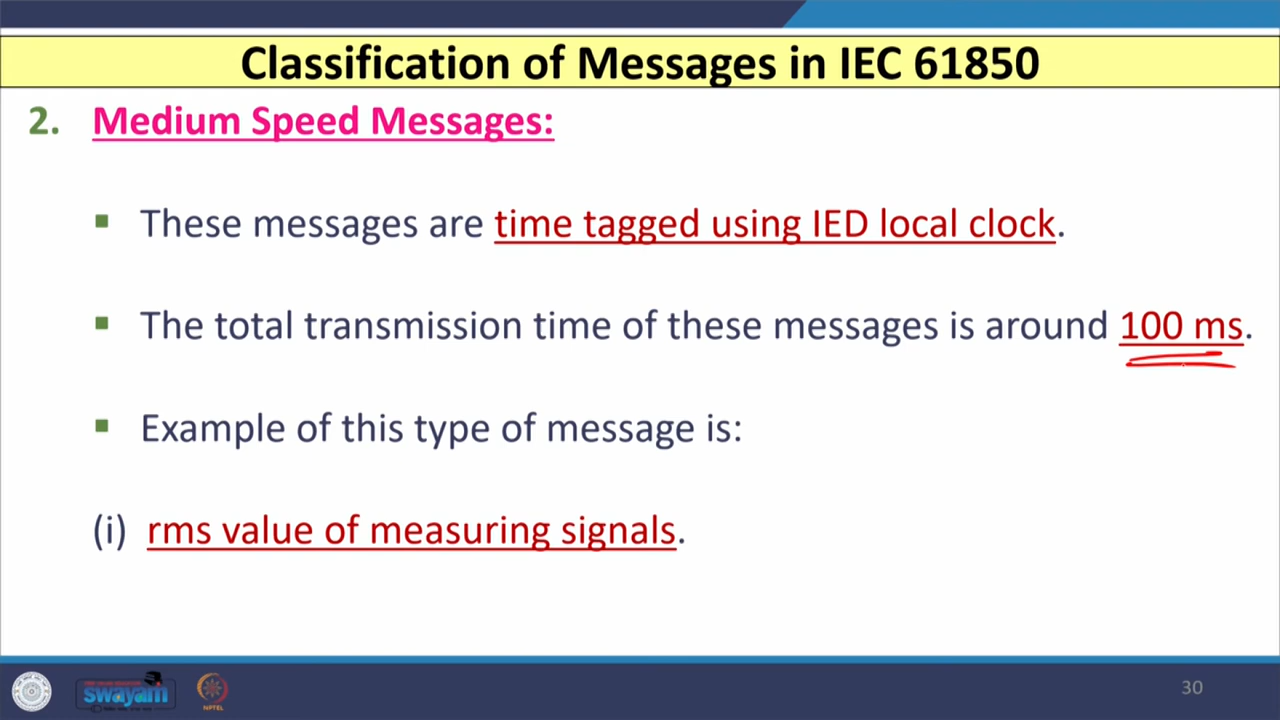 Classification of Messages in IEC 61850
2. Medium Speed Messages:
▪ These messages are time tagged using IED local clock.
▪ The total transmission time of these messages is around 100 ms.
▪ Example of this type of message is:
(i) rms value of measuring signals.
swayam
NPTEL
30